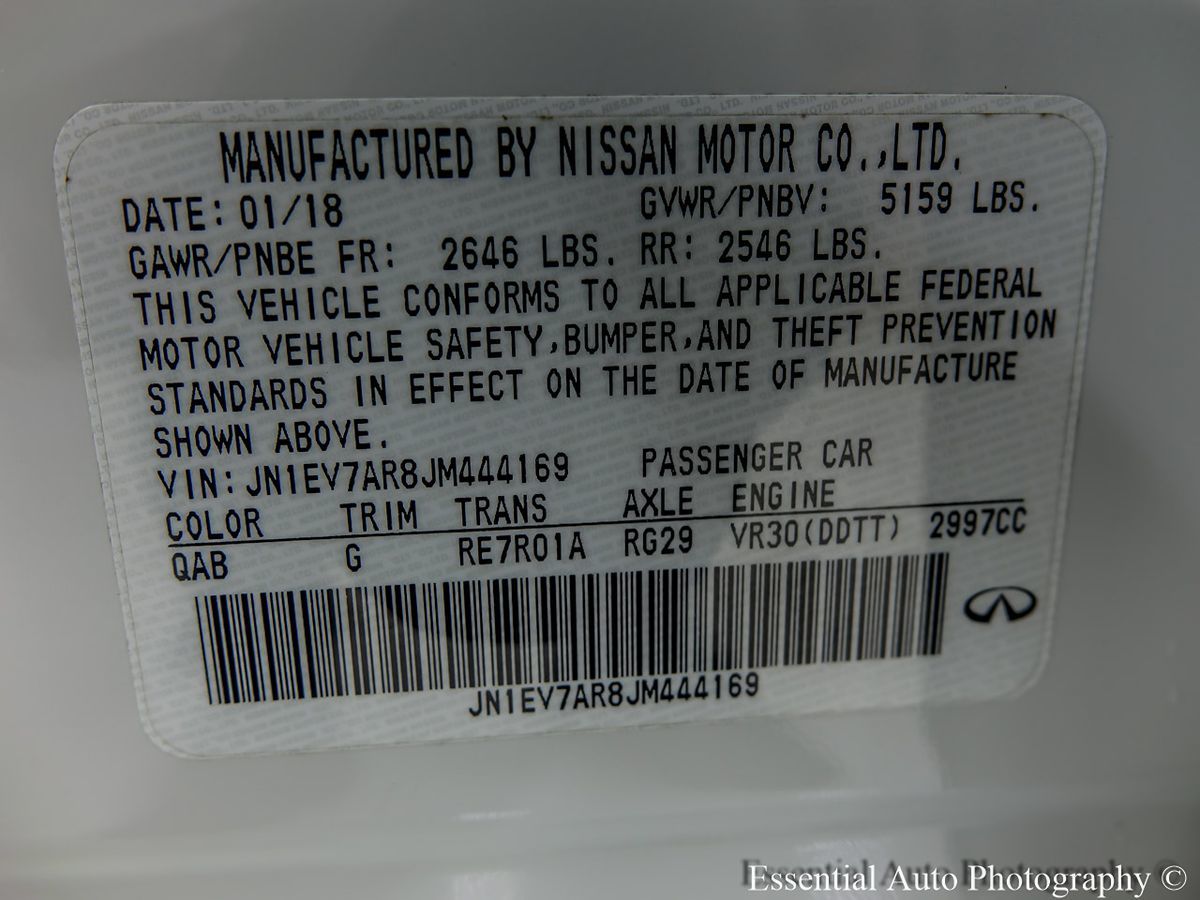 MANUFACTURED BY NISSAN MOTOR CO.,LTD.
DATE: 01/18 GVWR/PNBV: 5159 LBS.
GAWR/PNBE FR: 2646 LBS. RR: 2546 LBS.
THIS VEHICLE CONFORMS TO ALL APPLICABLE FEDERAL
MOTOR VEHICLE SAFETY,BUMPER,AND THEFT PREVENTION
STANDARDS IN EFFECT ON THE DATE OF MANUFACTURE
SHOWN ABOVE.
VIN:JN1EV7AR8JM444169 PASSENGER CAR
COLOR TRIM TRANS AXLE ENGINE
QAB G RE7R01A RG29 VR30(DDTT) 2997CC
JN1EV7AR8JM444169
Essential Auto Photography ©